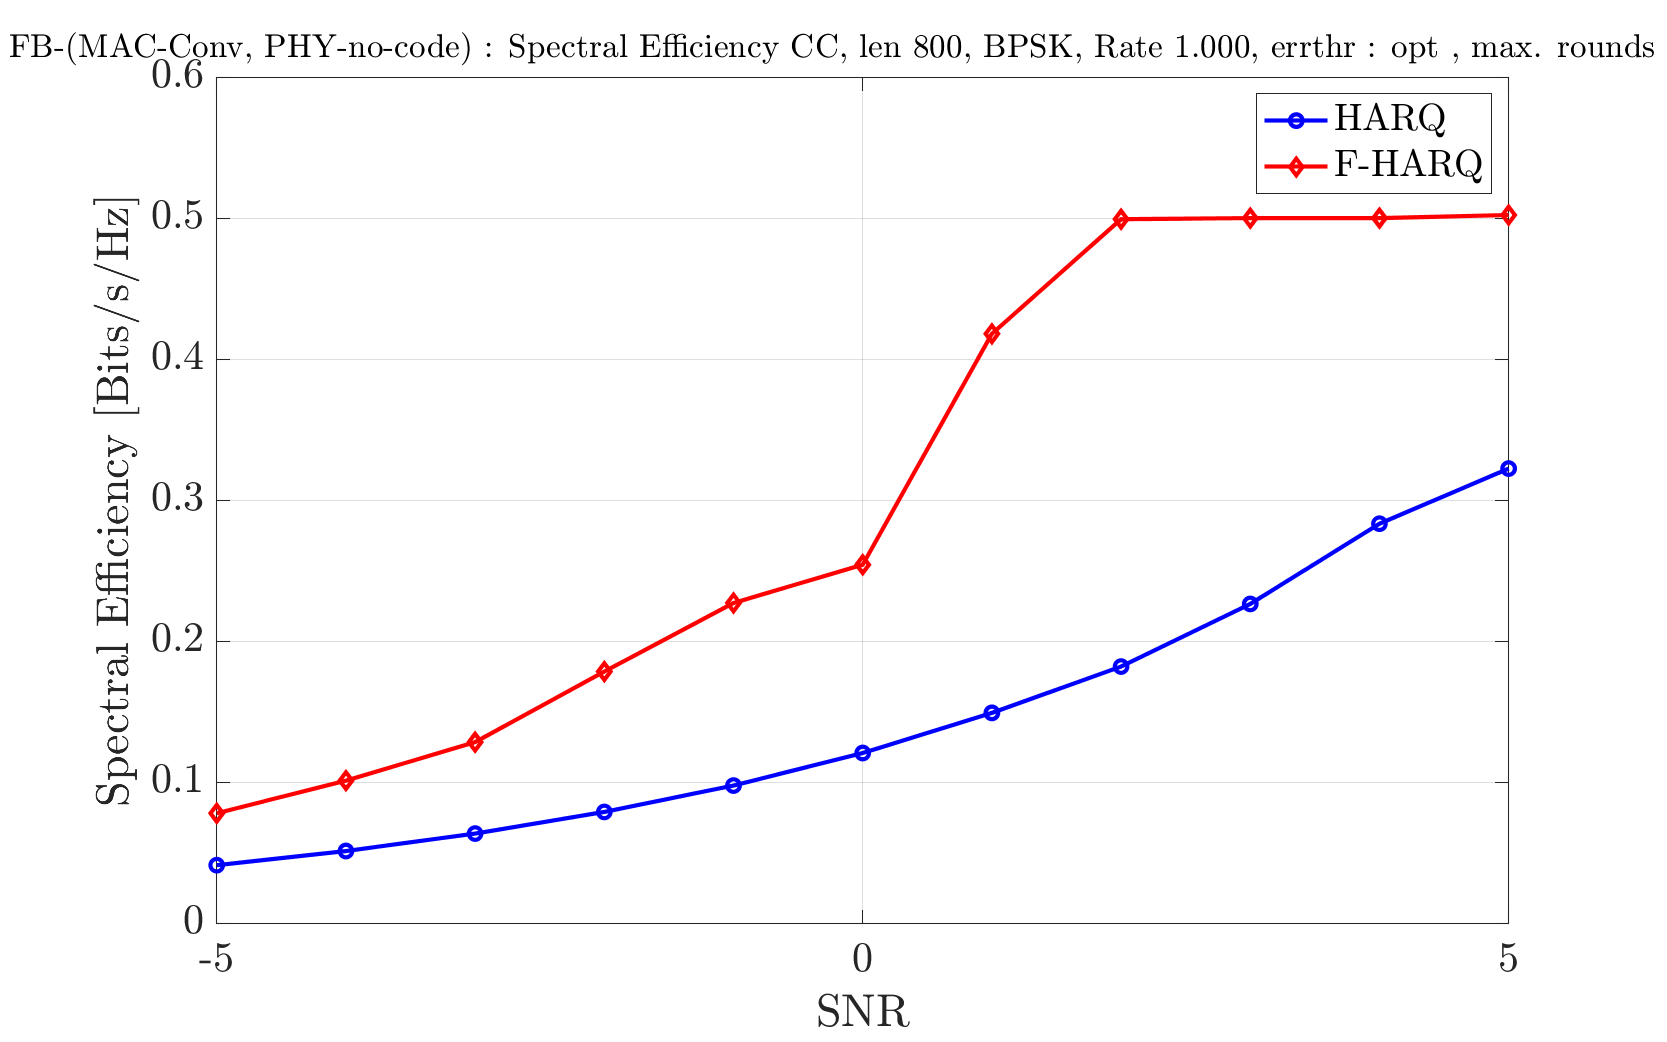 FB-(MAC-Conv, PHY-no-code) : Spectral Efficiency CC, len 800, BPSK, Rate 1.000, errthr : opt , max. rounds
0.6
HARQ
F-HARQ
0.5
0.4
0.3
0.2
0.1
0
Spectral Efficiency [Bits/s/Hz]
-5
0
5
SNR